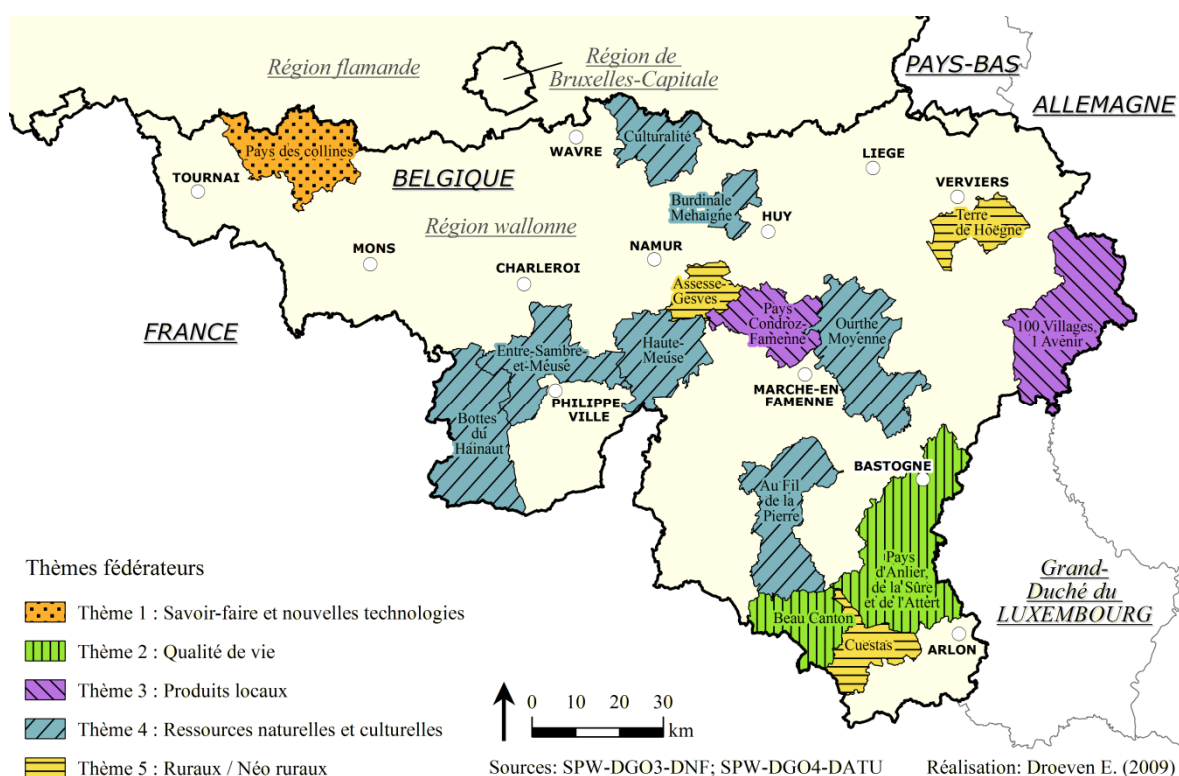 Région flamande
Région de
Bruxelles-Capitale
PAYS-BAS
ALLEMAGNE
Culturalité
WAVRE
Pays des collines
LIEGE
TOURNAI
BELGIQUE
VERVIERS
Burdinale
Mehaigne
HUY
Terre
de Hoëgne
Région wallonne
MONS
NAMUR
CHARLEROI
Assesse-
Gesves
FRANCE
Pays
Condroz-
Famenne
Ourthe
Moyenne
100 Villages,
1 Avenir
Haute-
Meuse
Entre-Sambre-
et-Meuse
MARCHE-EN-
FAMENNE
PHILIPPE-
VILLE
Bottes
du
Hainaut
BASTOGNE
Au Fil
de la
Pierre
Pays
d'Anlier,
de la Sûre
et de l'Attert
Grand-
Duché du
LUXEMBOURG
Beau Canton
Cuestas
ARLON
Thèmes fédérateurs
Thème 1 : Savoir-faire et nouvelles technologies
Thème 2 : Qualité de vie
Thème 3 : Produits locaux
Thème 4 : Ressources naturelles et culturelles
Thème 5 : Ruraux / Néo ruraux
0 10 20 30
km
Sources: SPW-DGO3-DNF; SPW-DGO4-DATU
Réalisation: Droeven E. (2009)